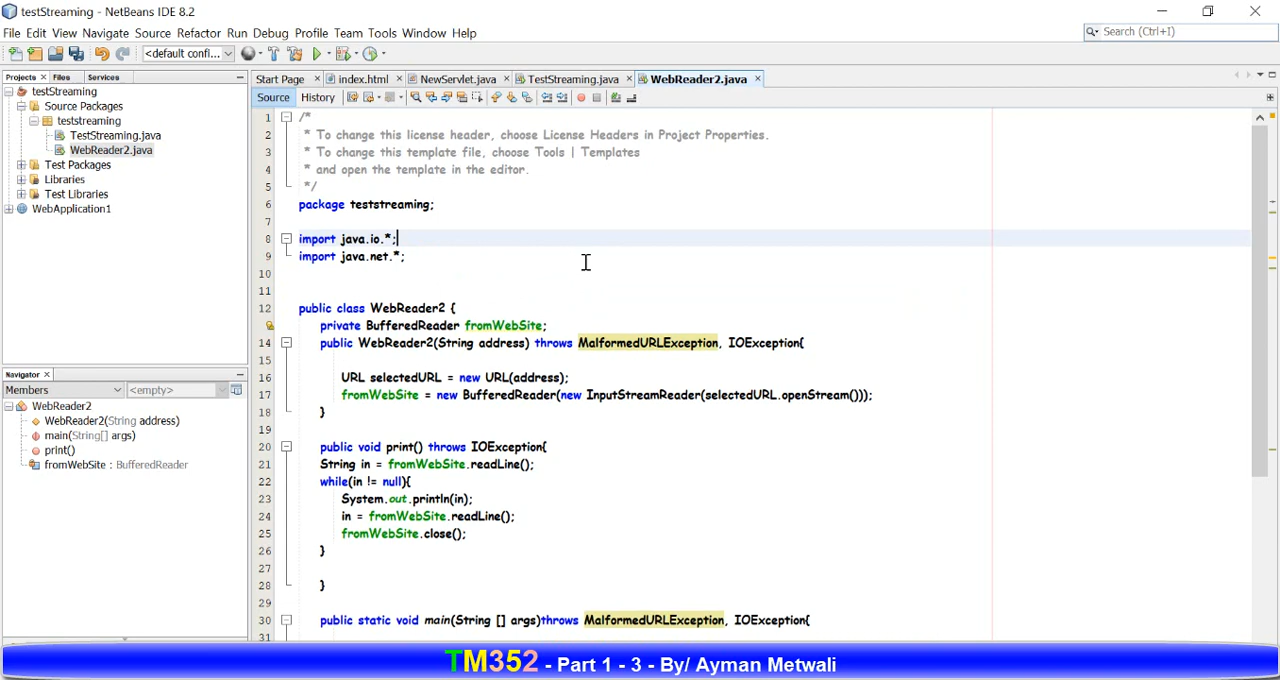 testStreaming - NetBeans IDE 8.2
File Edit View Navigate Source Refactor Run Debug Profile Team Tools Window Help
Search (Ctrl+I)
<default confi...
Projects Files Services
Start Page index.html NewServlet.java TestStreaming.java WebReader2.java
Source History
testStreaming
Source Packages
teststreaming
TestStreaming.java
WebReader2.java
Test Packages
Libraries
Test Libraries
WebApplication1
Navigator
Members <empty>
WebReader2
WebReader2(String address)
main(String[] args)
print()
fromWebSite : BufferedReader
1 /*
2 * To change this license header, choose License Headers in Project Properties.
3 * To change this template file, choose Tools | Templates
4 * and open the template in the editor.
5 */
6 package teststreaming;
7
8 import java.io.*;
9 import java.net.*;
10
11
12 public class WebReader2 {
private BufferedReader fromWebSite;
14 public WebReader2(String address) throws MalformedURLException, IOException{
15
16 URL selectedURL = new URL(address);
17 fromWebSite = new BufferedReader(new InputStreamReader(selectedURL.openStream()));
18 }
19
20 public void print() throws IOException{
21 String in = fromWebSite.readLine();
22 while(in != null){
23 System.out.println(in);
24 in = fromWebSite.readLine();
25 fromWebSite.close();
26 }
27
28 }
29
30 public static void main(String [] args)throws MalformedURLException, IOException{
31
TM352 - Part 1 - 3 - By/ Ayman Metwali